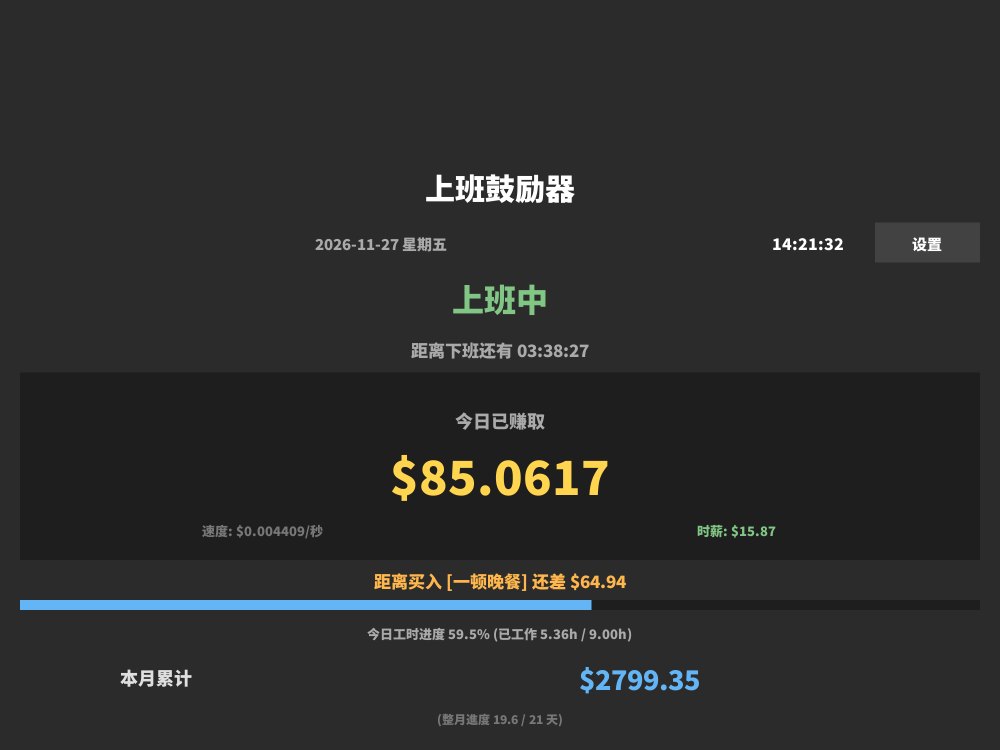 上班鼓励器
2026-11-27 星期五
14:21:32
设置
上班中
距离下班还有 03:38:27
今日已赚取
$85.0617
速度: $0.004409/秒
时薪: $15.87
距离买入 [一顿晚餐] 还差 $64.94
今日工时进度 59.5% (已工作 5.36h / 9.00h)
本月累计
$2799.35
(整月進度 19.6 / 21 天)